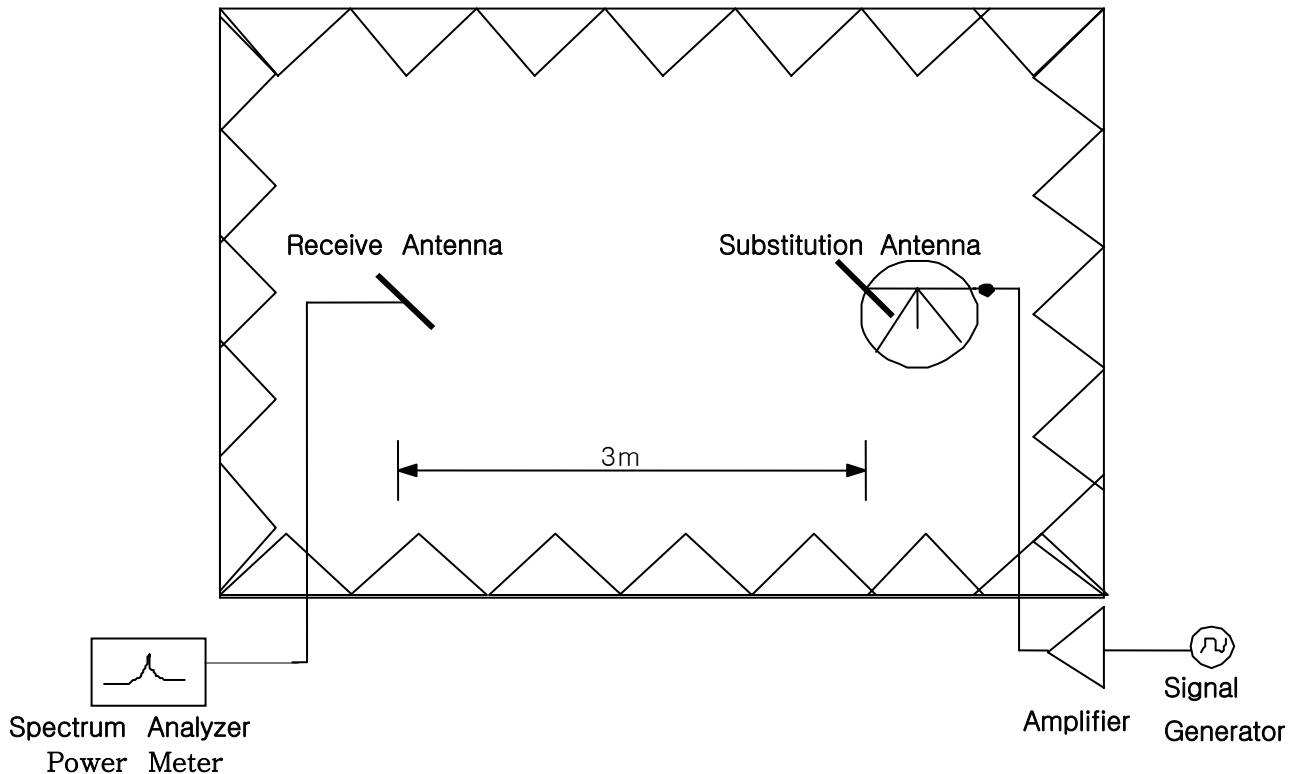 Receive Antenna
Substitution Antenna
3m
Spectrum Analyzer
Power Meter
Amplifier
Signal
Generator